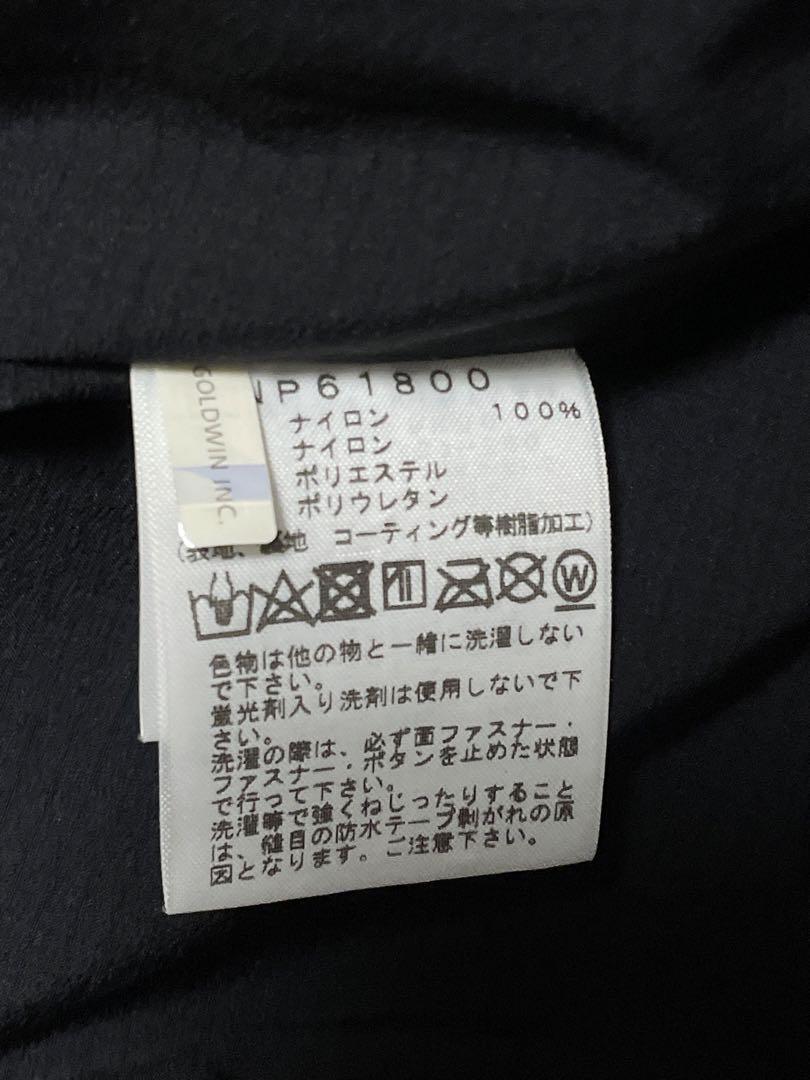 NP61800
ナイロン 100%
ナイロン
ポリエステル
ポリウレタン
(表地、裏地 コーティング等樹脂加工)
W
色物は他の物と一緒に洗濯しない
で下さい。
蛍光剤入り洗剤は使用しないで下
さい。
洗濯の際は、必ず面ファスナー・
ファスナー・ボタンを止めた状態
で行って下さい。
洗濯等で強くねじったりすること
は、縫目の防水テープ剥がれの原
因となります。ご注意下さい。
GOLDWIN INC.